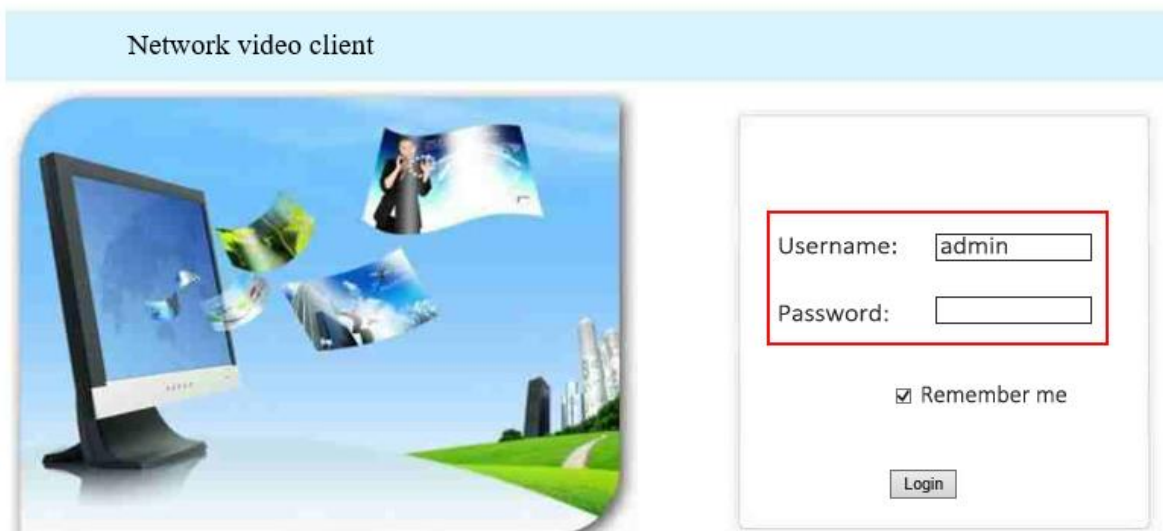 Network video client
Username: admin
Password:
Remember me
Login